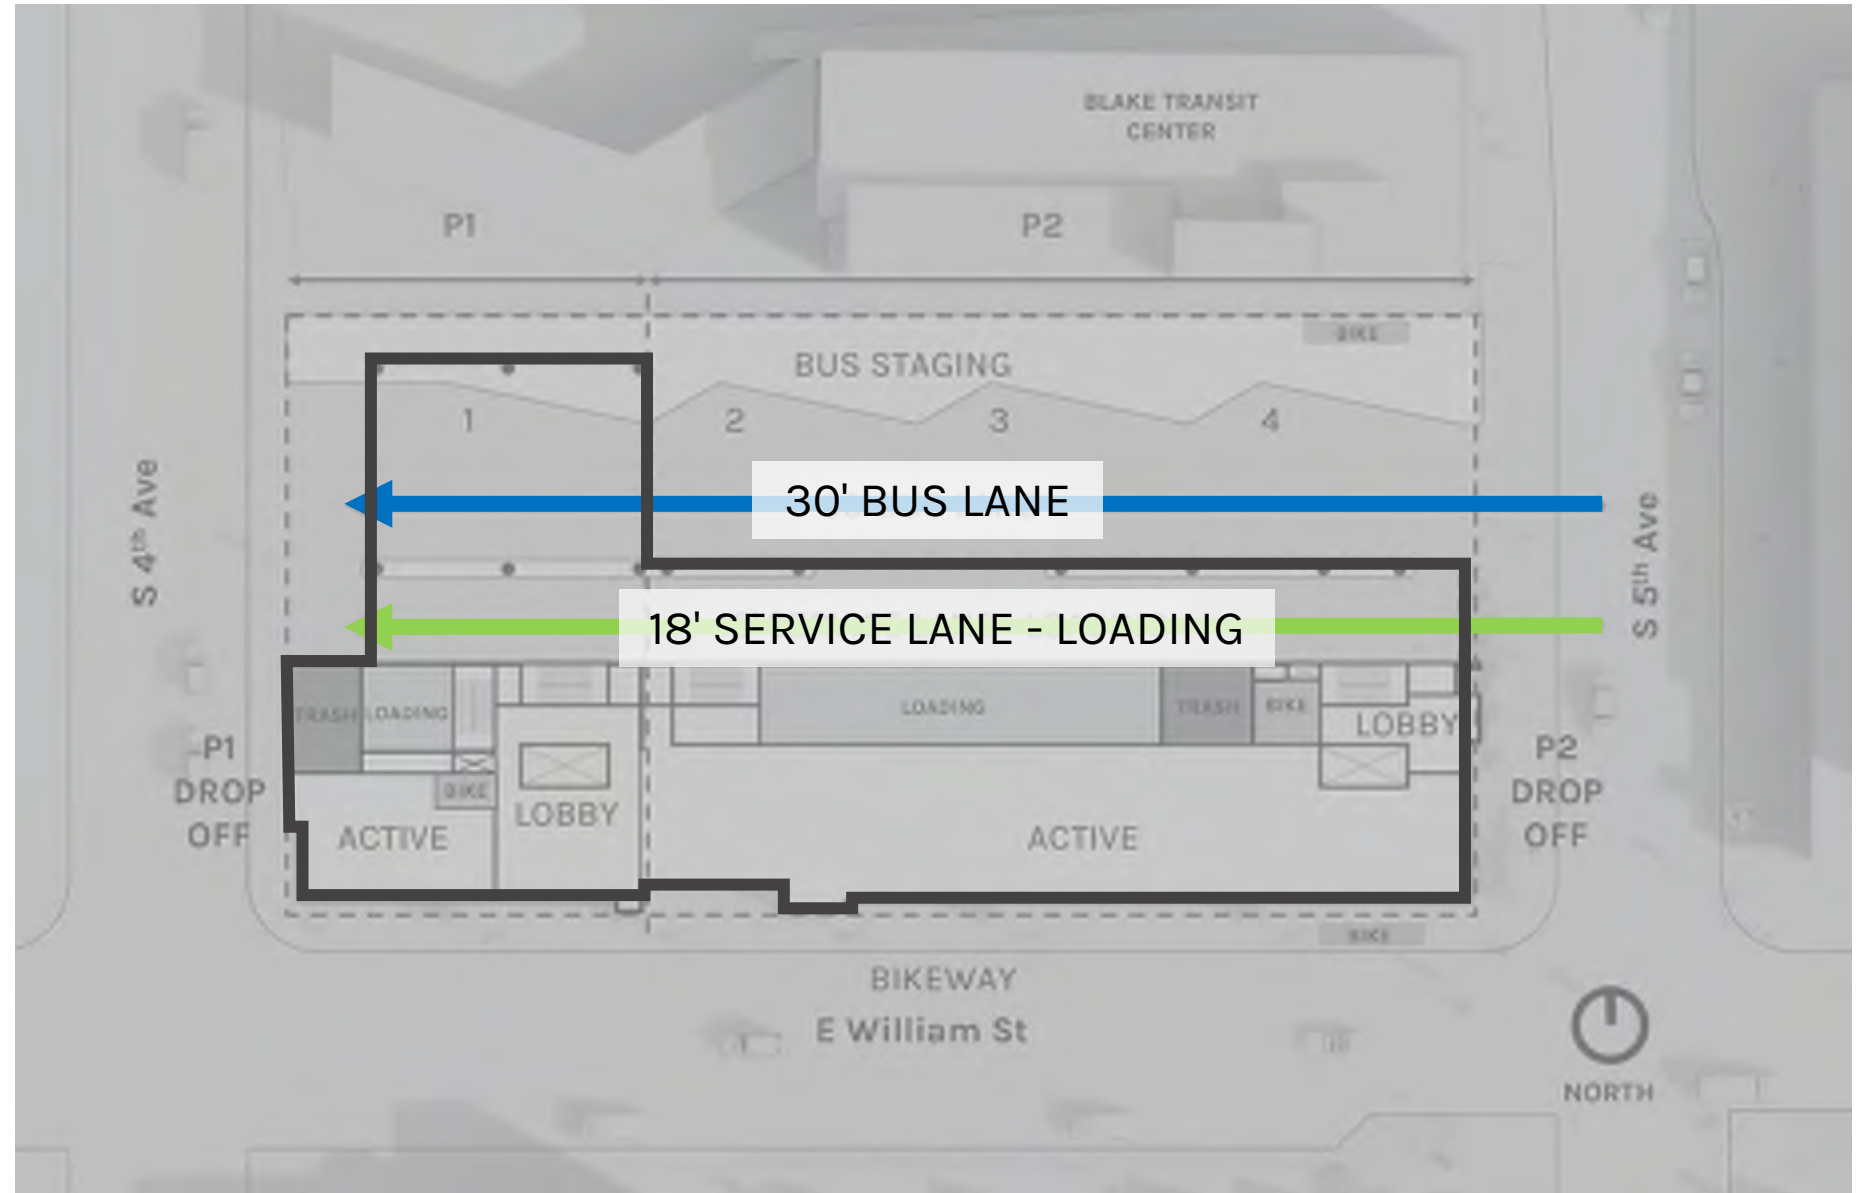 BLAKE TRANSIT
CENTER
P1
P2
BIKE
BUS STAGING
1
2
3
4
30' BUS LANE
S 4th Ave
S 5th Ave
18' SERVICE LANE - LOADING
TRASH
LOADING
LOADING
TRASH
BIKE
LOBBY
P1
DROP
OFF
P2
DROP
OFF
BIKE
LOBBY
ACTIVE
ACTIVE
BIKE
BIKEWAY
E William St
NORTH